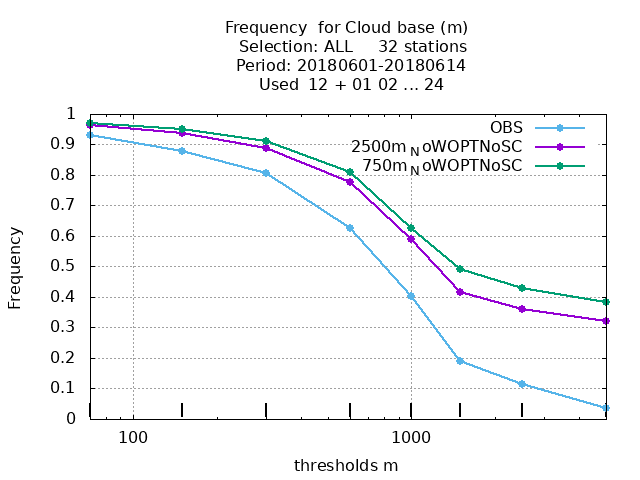 Frequency  for Cloud base (m)
Selection: ALL     32 stations
Period: 20180601-20180614
Used  12 + 01 02 ... 24
OBS
2500m_NoWOPTNoSC
750m_NoWOPTNoSC
1
0.9
0.8
0.7
0.6
0.5
0.4
0.3
0.2
0.1
0
Frequency
100
1000
thresholds m